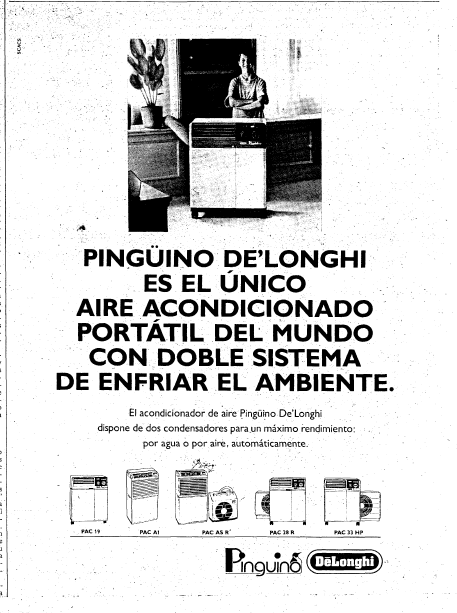 SCACS
PINGÜINO DE'LONGHI
ES EL ÚNICO
AIRE ACONDICIONADO
PORTÁTIL DEL MUNDO
CON DOBLE SISTEMA
DE ENFRIAR EL AMBIENTE.
El acondicionador de aire Pingüino De'Longhi
dispone de dos condensadores para un máximo rendimiento:
por agua o por aire, automáticamente.
PAC 19
PAC A1
PAC AS R
PAC 28 R
PAC 33 HP
Pinguino
DeLonghi